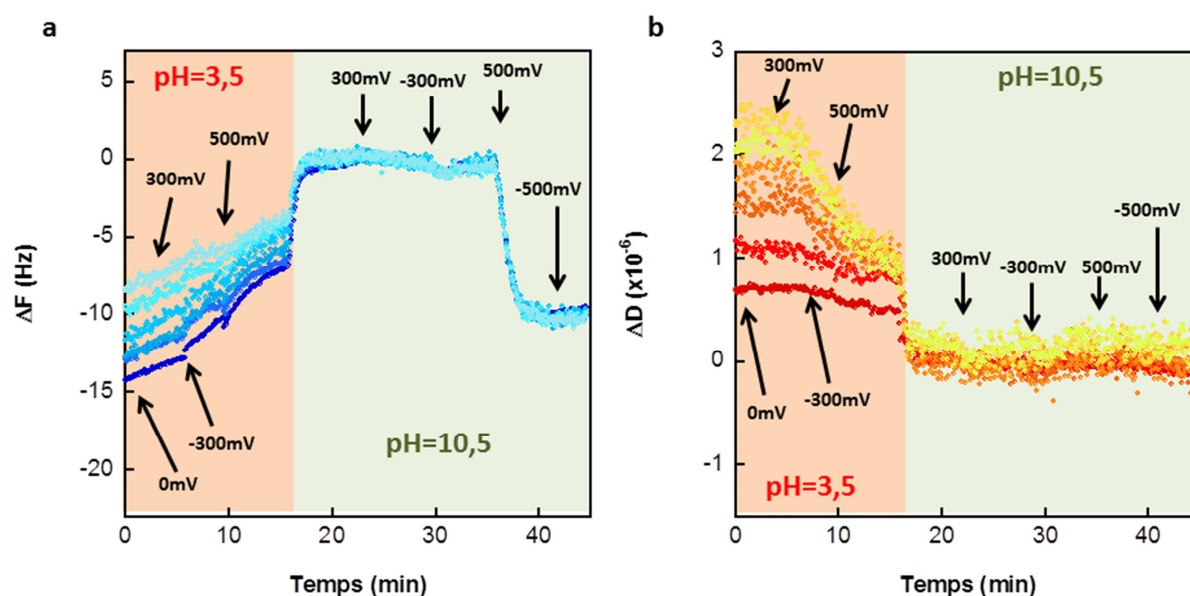 a
pH=3,5
300mV
-300mV
500mV
500mV
300mV
-500mV
-300mV
0mV
pH=10,5
5
0
-5
-10
-15
-20
ΔF (Hz)
0
10
20
30
40
Temps (min)
b
300mV
pH=10,5
500mV
-500mV
300mV
-300mV
500mV
0mV
-300mV
pH=3,5
3
2
1
0
-1
ΔD (x10⁻⁶)
0
10
20
30
40
Temps (min)